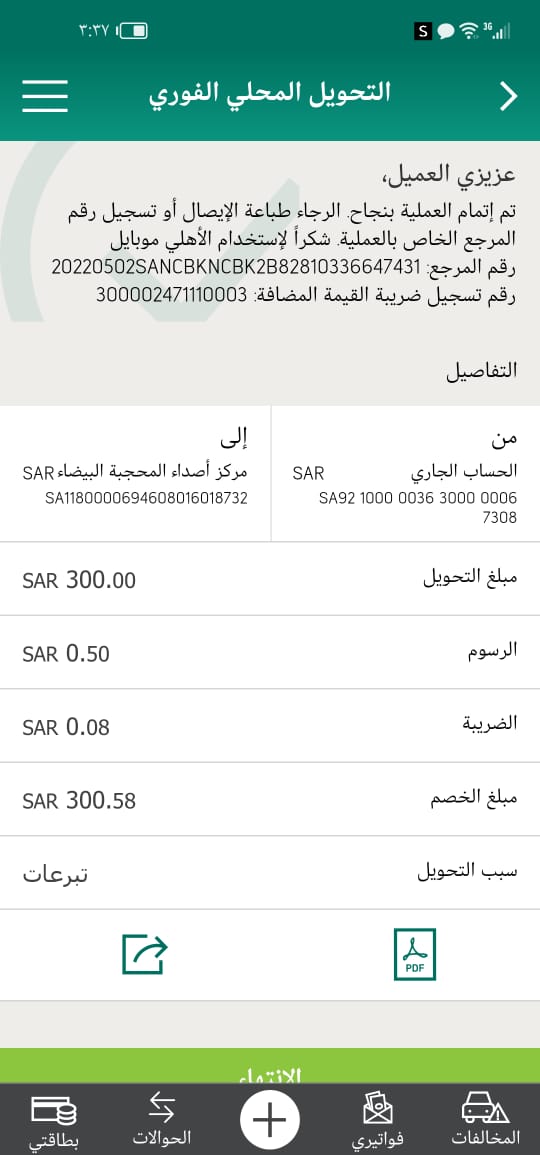 ٣:٣٧
S
3G
التحويل المحلي الفوري
عزيزي العميل،
تم إتمام العملية بنجاح. الرجاء طباعة الإيصال أو تسجيل رقم
المرجع الخاص بالعملية. شكراً لإستخدام الأهلي موبايل
رقم المرجع: 20220502SANCBKNCBK2B82810336647431
رقم تسجيل ضريبة القيمة المضافة: 300002471110003
التفاصيل
من
الحساب الجاري SAR
SA92 1000 0036 3000 0006
7308
إلى
مركز أصداء المحجبة البيضاء SAR
SA1180000694608016018732
مبلغ التحويل SAR 300.00
الرسوم SAR 0.50
الضريبة SAR 0.08
مبلغ الخصم SAR 300.58
سبب التحويل تبرعات
PDF
الانتهاء
المخالفات
فواتيري
الحوالات
بطاقتي